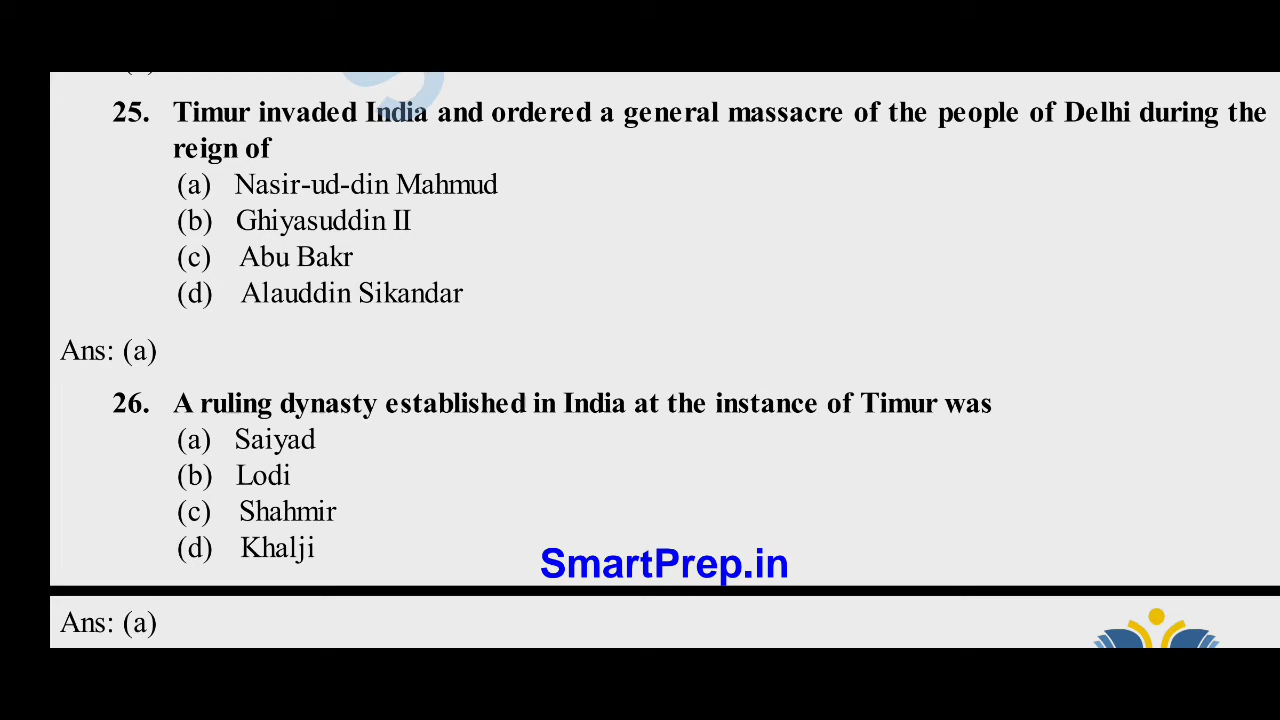 25. Timur invaded India and ordered a general massacre of the people of Delhi during the
reign of
(a) Nasir-ud-din Mahmud
(b) Ghiyasuddin II
(c) Abu Bakr
(d) Alauddin Sikandar
Ans: (a)
26. A ruling dynasty established in India at the instance of Timur was
(a) Saiyad
(b) Lodi
(c) Shahmir
(d) Khalji
SmartPrep.in
Ans: (a)